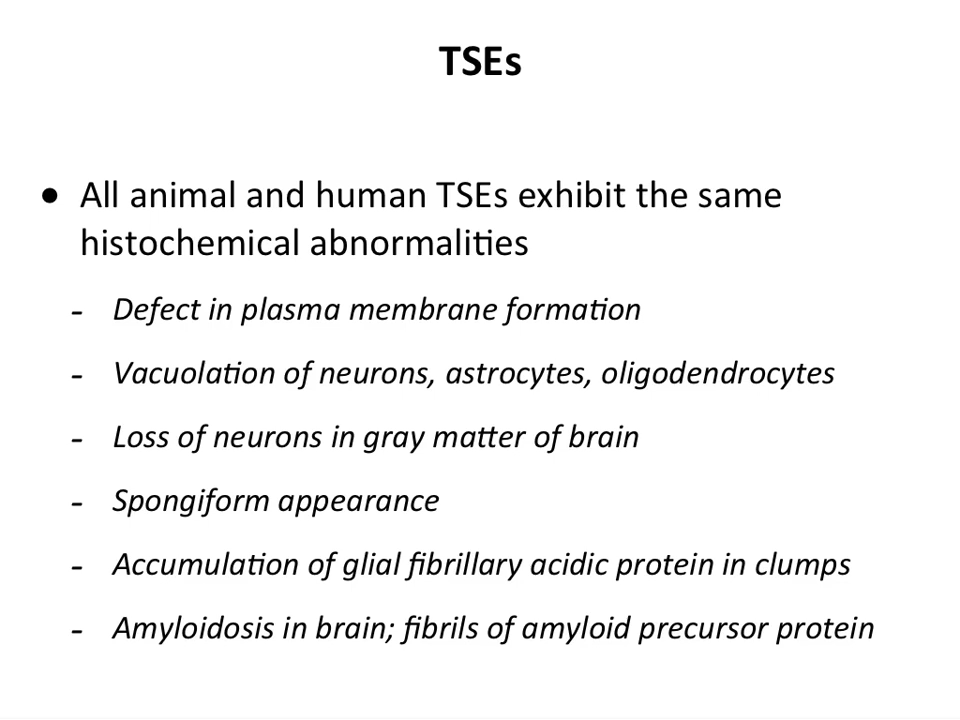 TSEs
• All animal and human TSEs exhibit the same
histochemical abnormalities
- Defect in plasma membrane formation
- Vacuolation of neurons, astrocytes, oligodendrocytes
- Loss of neurons in gray matter of brain
- Spongiform appearance
- Accumulation of glial fibrillary acidic protein in clumps
- Amyloidosis in brain; fibrils of amyloid precursor protein